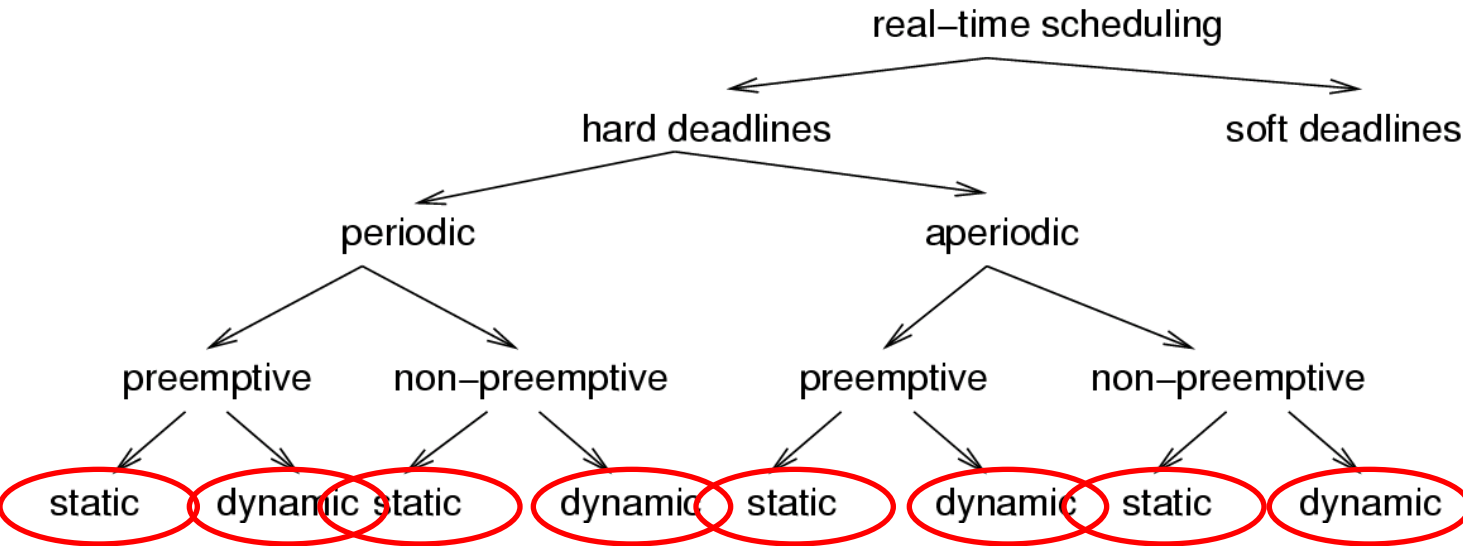 real−time scheduling
hard deadlines soft deadlines
periodic aperiodic
preemptive non−preemptive preemptive non−preemptive
static dynamic static dynamic static dynamic static dynamic